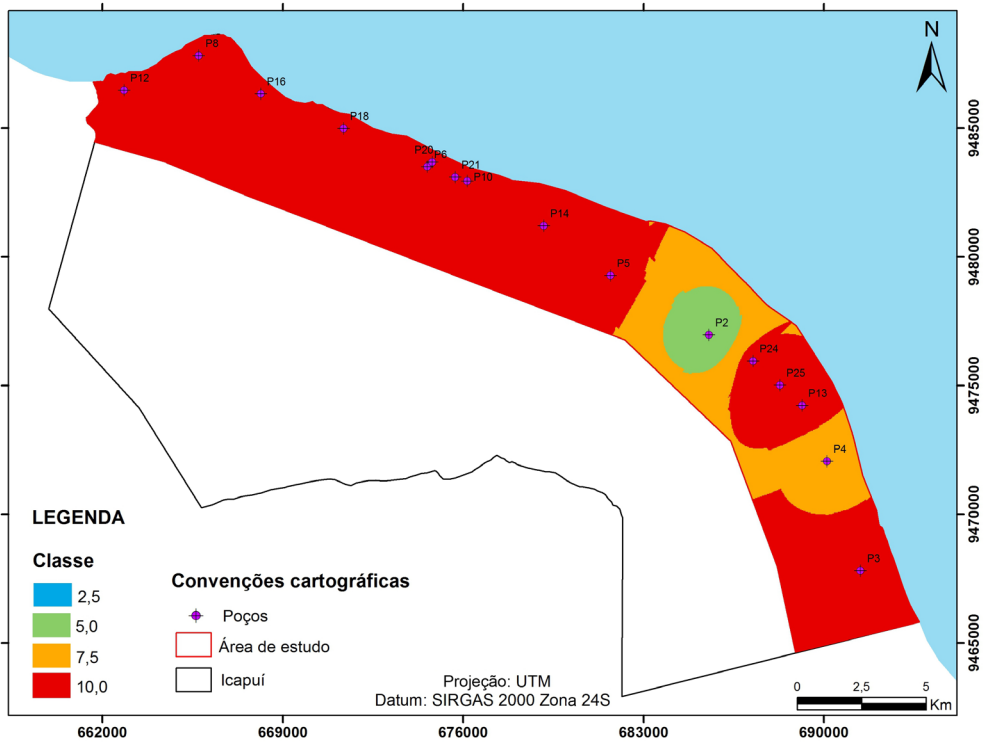 N
P8
P12
P16
P18
P20
P6
P21
P10
P14
P5
P2
P24
P25
P13
P4
P3
9485000
9480000
9475000
9470000
9465000
LEGENDA
Classe
2,5
5,0
7,5
10,0
Convenções cartográficas
Poços
Área de estudo
Icapuí
Projeção: UTM
Datum: SIRGAS 2000 Zona 24S
0 2,5 5
Km
662000 669000 676000 683000 690000